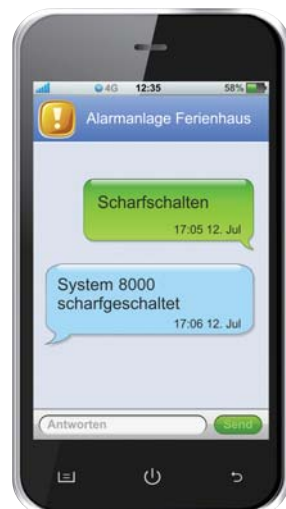 4G 12:35 58%
Alarmanlage Ferienhaus
Scharfschalten
17:05 12. Jul
System 8000
scharfgeschaltet
17:06 12. Jul
Antworten Send